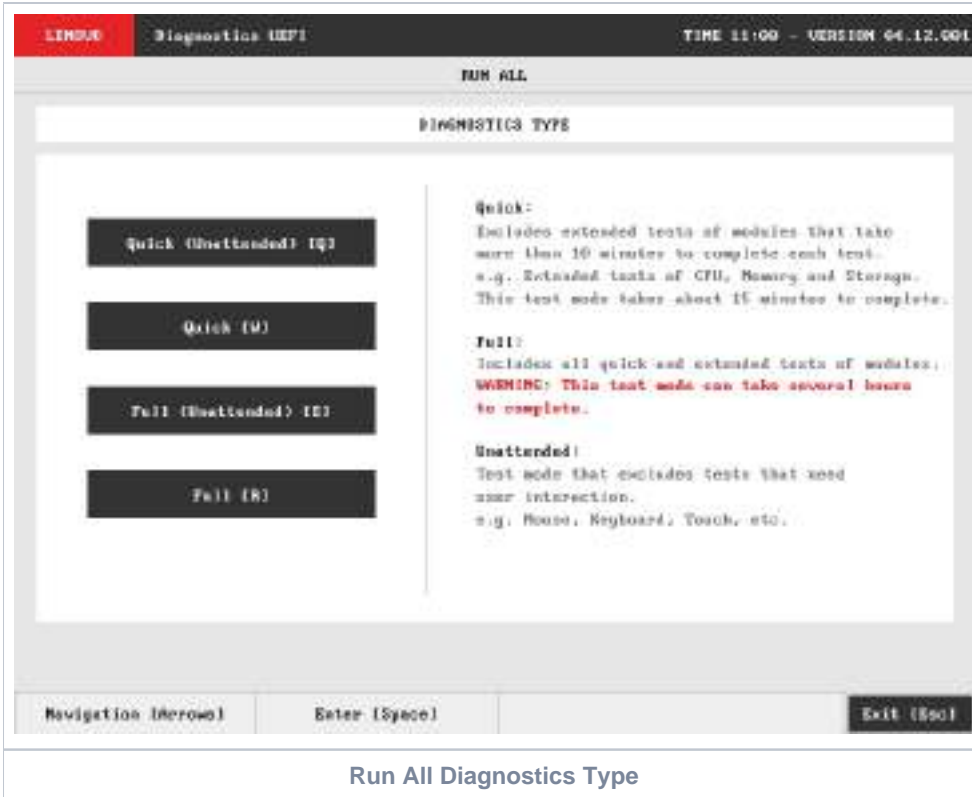 LENOVO Diagnostics UEFI TIME 11:00 - VERSION 04.12.001
RUN ALL
DIAGNOSTICS TYPE
Quick (Unattended) [Q]
Quick [W]
Full (Unattended) [E]
Full [R]
Quick:
Excludes extended tests of modules that take
more than 10 minutes to complete each test.
e.g. Extended tests of CPU, Memory and Storage.
This test mode takes about 15 minutes to complete.
Full:
Includes all quick and extended tests of modules.
WARNING: This test mode can take several hours
to complete.
Unattended:
Test mode that excludes tests that need
user interaction.
e.g. Mouse, Keyboard, Touch, etc.
Navigation [Arrows] Enter [Space] Exit [Esc]
Run All Diagnostics Type